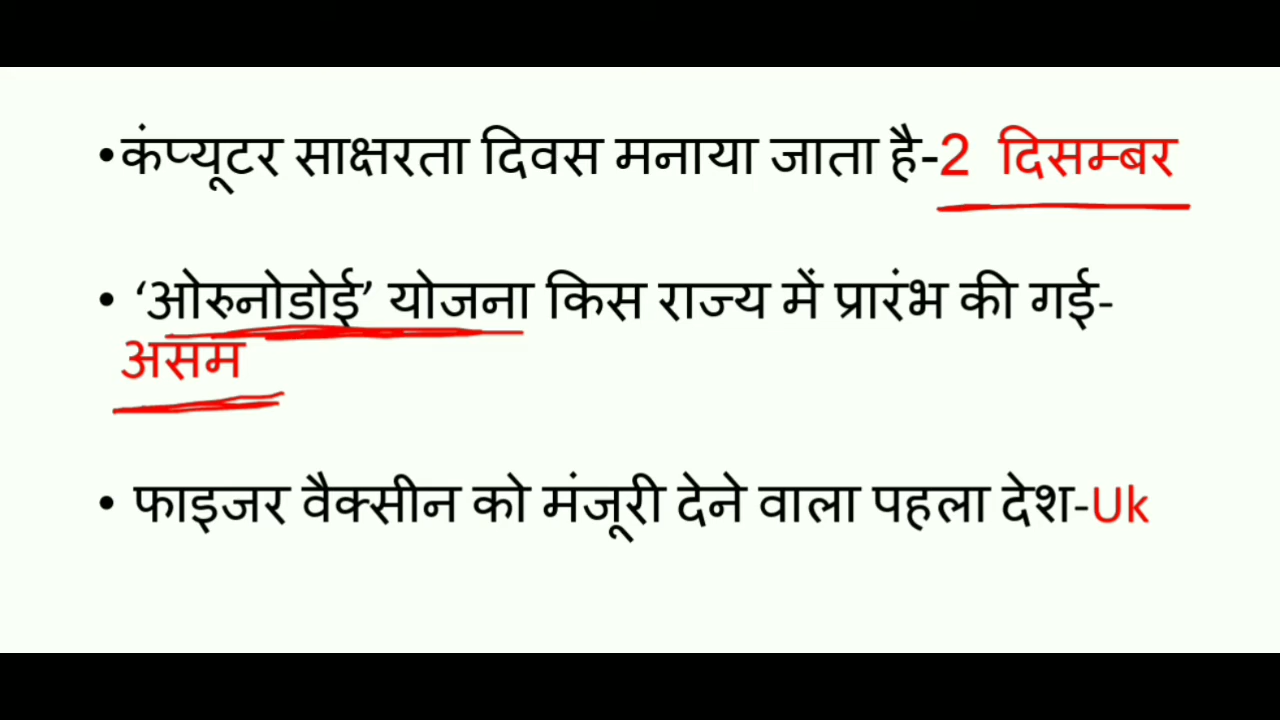 •कंप्यूटर साक्षरता दिवस मनाया जाता है-2 दिसम्बर
• ‘ओरुनोडोई’ योजना किस राज्य में प्रारंभ की गई-
असम
• फाइजर वैक्सीन को मंजूरी देने वाला पहला देश-Uk